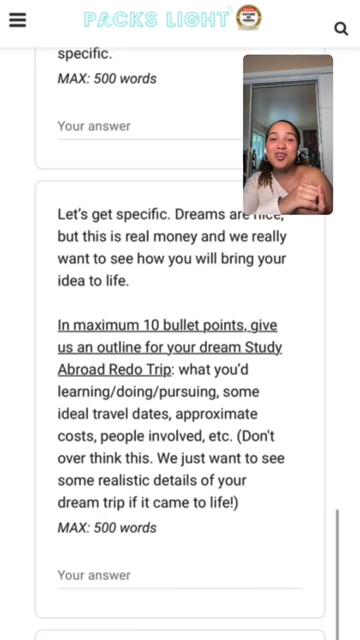 PACKS LIGHT
specific.
MAX: 500 words
Your answer
Let's get specific. Dreams are nice,
but this is real money and we really
want to see how you will bring your
idea to life.
In maximum 10 bullet points, give
us an outline for your dream Study
Abroad Redo Trip: what you'd
learning/doing/pursuing, some
ideal travel dates, approximate
costs, people involved, etc. (Don't
over think this. We just want to see
some realistic details of your
dream trip if it came to life!)
MAX: 500 words
Your answer